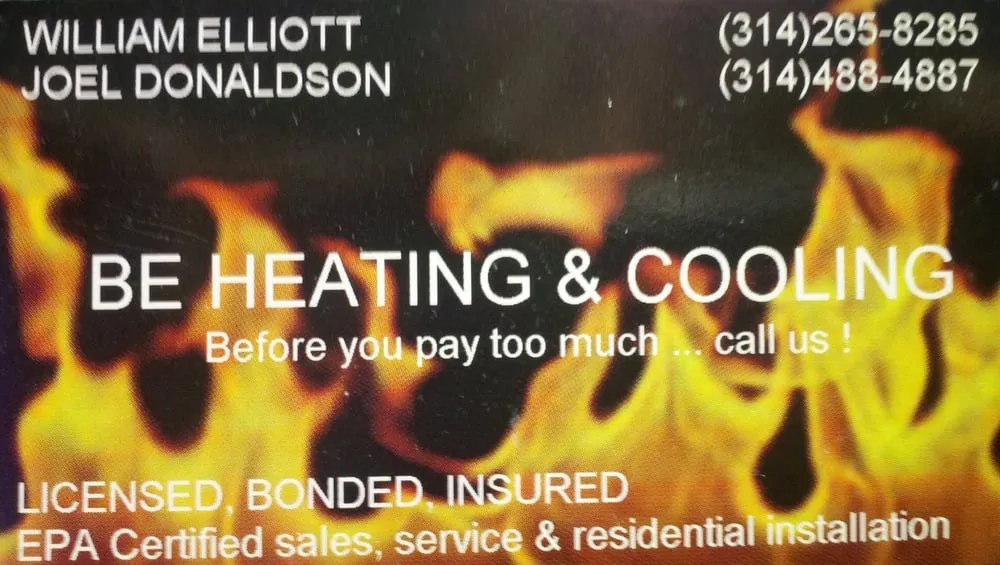 WILLIAM ELLIOTT (314)265-8285
JOEL DONALDSON (314)488-4887
BE HEATING & COOLING
Before you pay too much ... call us !
LICENSED, BONDED, INSURED
EPA Certified sales, service & residential installation